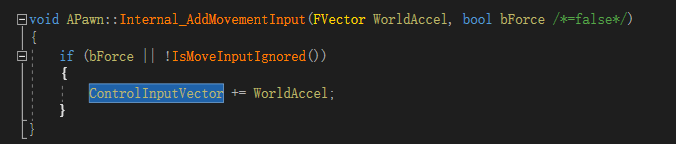 void APawn::Internal_AddMovementInput(FVector WorldAccel, bool bForce /*=false*/)
{
if (bForce || !IsMoveInputIgnored())
{
ControlInputVector += WorldAccel;
}
}